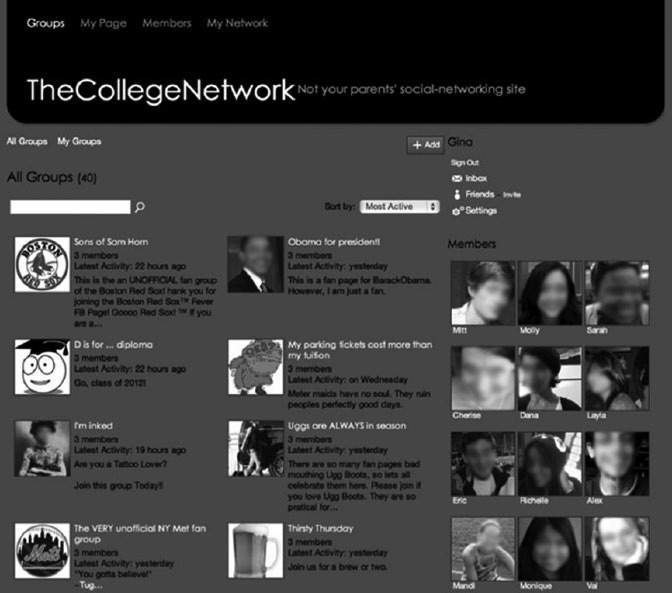 Groups My Page Members My Network
TheCollegeNetwork Not your parents' social-networking site
All Groups My Groups
+ Add
Gina
Sign Out
Inbox
Friends – Invite
Settings
All Groups (40)
Sort by: Most Active
BOSTON
RED SOX
Sons of Sam Horn
3 members
Latest Activity: 22 hours ago
This is the an UNOFFICIAL fan group
of the Boston Red Sox! hank you for
joining the Boston Red Sox™ Fever
FB Page! Goooo Red Sox! ™ If you
are a...
Obama for president!
3 members
Latest Activity: yesterday
This is a fan page for BarackObama.
However, I am just a fan.
D is for ... diploma
3 members
Latest Activity: 22 hours ago
Go, class of 2012!
My parking tickets cost more than
my tuition
3 members
Latest Activity: on Wednesday
Meter maids have no soul. They ruin
peoples perfectly good days.
I'm inked
3 members
Latest Activity: 19 hours ago
Are you a Tattoo Lover?
Join this group Today!!
Uggs are ALWAYS in season
3 members
Latest Activity: yesterday
There are so many fan pages bad
mouthing Ugg Boots, so lets all
celebrate them here. Please join if
you love Ugg Boots. They are so
pratical for...
Mets
The VERY unofficial NY Met fan
group
3 members
Latest Activity: yesterday
"You gotta believe!"
-Tug...
Thirsty Thursday
3 members
Latest Activity: yesterday
Join us for a brew or two.
Members
Mitt Molly Sarah
Cherise Dana Layla
Eric Richelle Alex
Mandi Monique Val